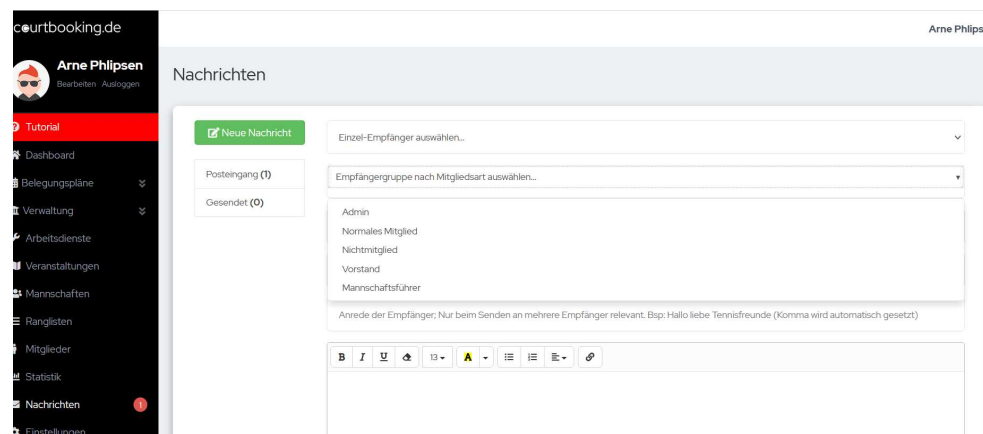 courtbooking.de
Arne Phlips
Arne Phlipsen
Bearbeiten Ausloggen
Tutorial
Dashboard
Belegungspläne
Verwaltung
Arbeitsdienste
Veranstaltungen
Mannschaften
Ranglisten
Mitglieder
Statistik
Nachrichten 1
Einstellungen
Nachrichten
Neue Nachricht
Posteingang (1)
Gesendet (0)
Einzel-Empfänger auswählen...
Empfängergruppe nach Mitgliedsart auswählen...
Admin
Normales Mitglied
Nichtmitglied
Vorstand
Mannschaftsführer
Anrede der Empfänger; Nur beim Senden an mehrere Empfänger relevant. Bsp: Hallo liebe Tennisfreunde (Komma wird automatisch gesetzt)
B I U 13 A